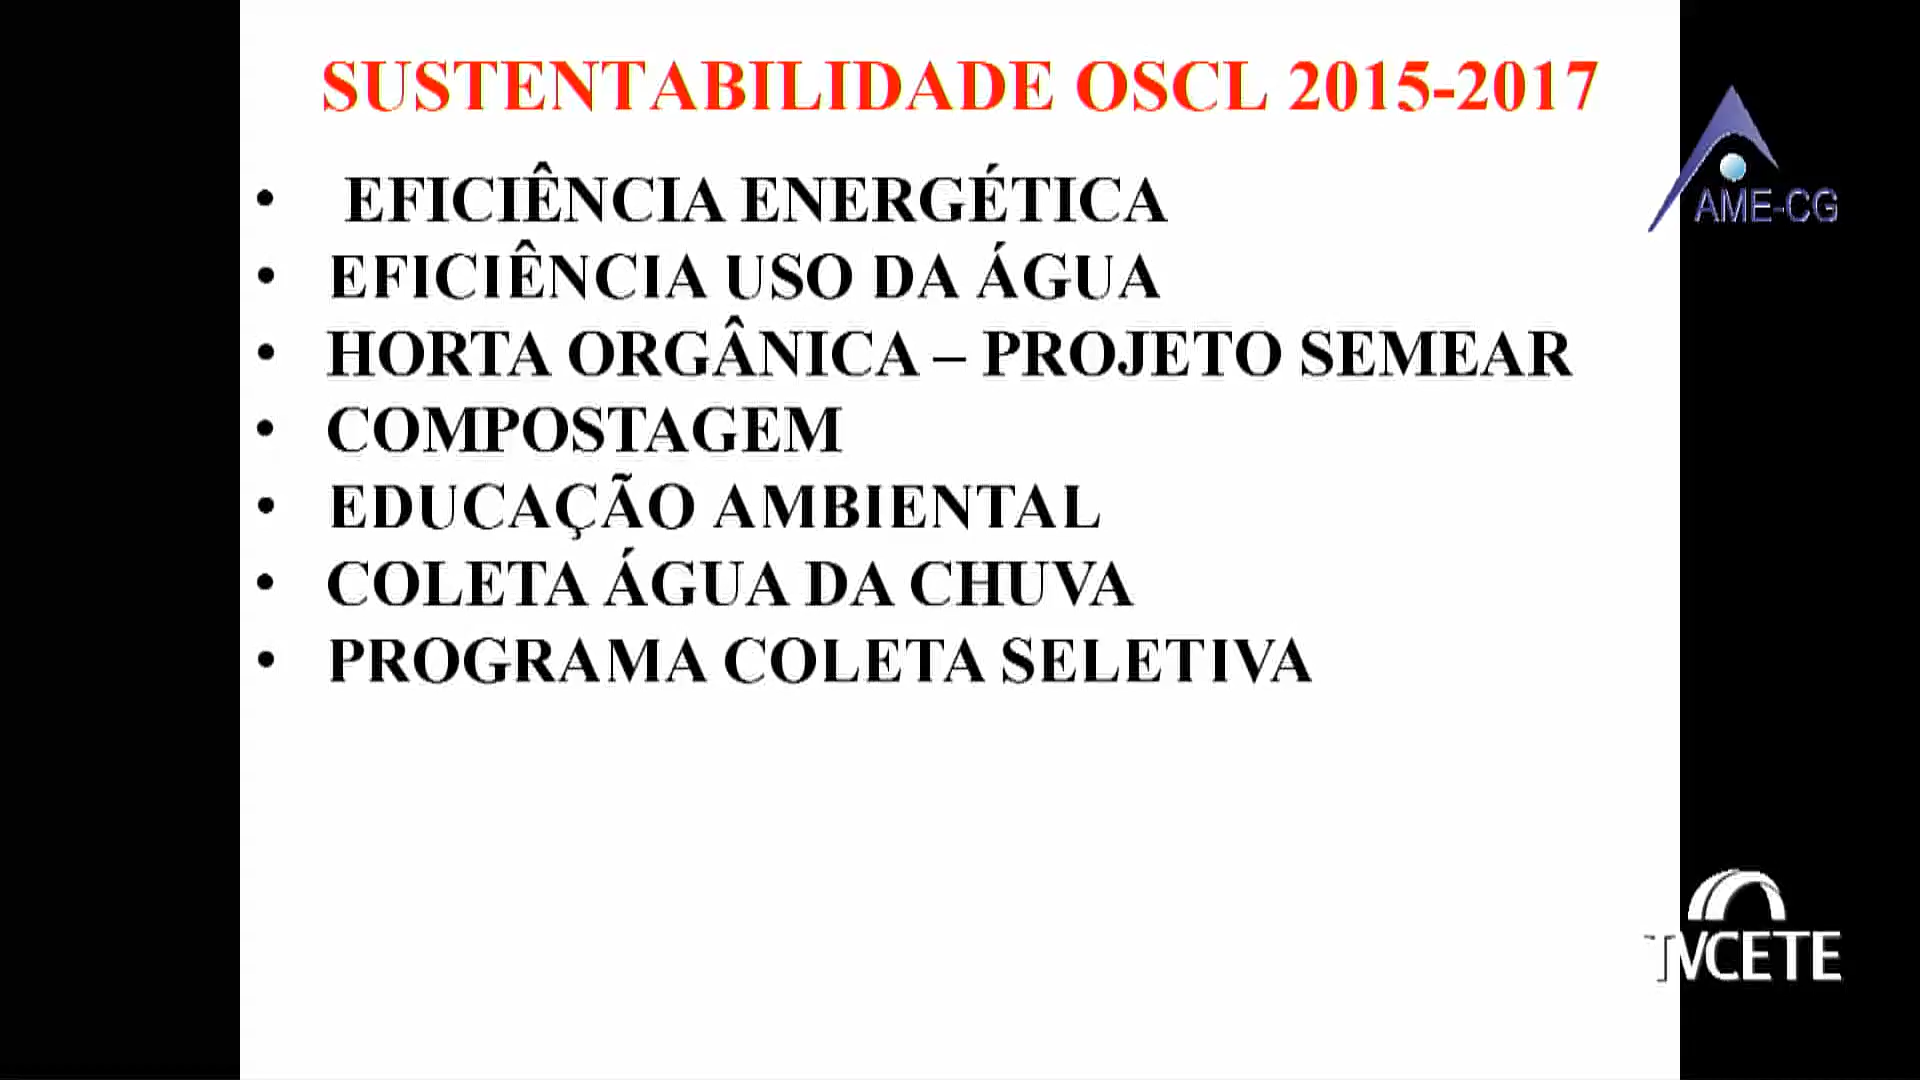 SUSTENTABILIDADE OSCL 2015-2017
• EFICIÊNCIA ENERGÉTICA
• EFICIÊNCIA USO DA ÁGUA
• HORTA ORGÂNICA – PROJETO SEMEAR
• COMPOSTAGEM
• EDUCAÇÃO AMBIENTAL
• COLETA ÁGUA DA CHUVA
• PROGRAMA COLETA SELETIVA
AME-CG
TVCETE